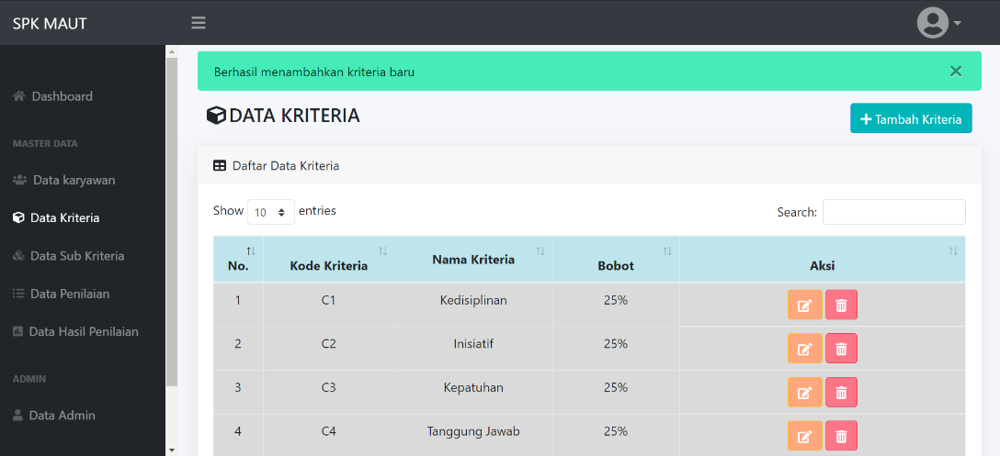 SPK MAUT
Berhasil menambahkan kriteria baru
Dashboard
MASTER DATA
Data karyawan
Data Kriteria
Data Sub Kriteria
Data Penilaian
Data Hasil Penilaian
ADMIN
Data Admin
DATA KRITERIA
Tambah Kriteria
Daftar Data Kriteria
Show 10 entries
Search:
No. Kode Kriteria Nama Kriteria Bobot Aksi
1 C1 Kedisiplinan 25%
2 C2 Inisiatif 25%
3 C3 Kepatuhan 25%
4 C4 Tanggung Jawab 25%